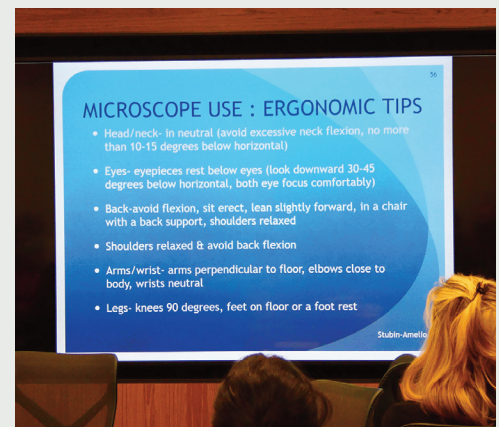 56
MICROSCOPE USE : ERGONOMIC TIPS
• Head/neck- in neutral (avoid excessive neck flexion, no more
than 10-15 degrees below horizontal)
• Eyes- eyepieces rest below eyes (look downward 30-45
degrees below horizontal, both eye focus comfortably)
• Back-avoid flexion, sit erect, lean slightly forward, in a chair
with a back support, shoulders relaxed
• Shoulders relaxed & avoid back flexion
• Arms/wrist- arms perpendicular to floor, elbows close to
body, wrists neutral
• Legs- knees 90 degrees, feet on floor or a foot rest
Stubin-Amelio